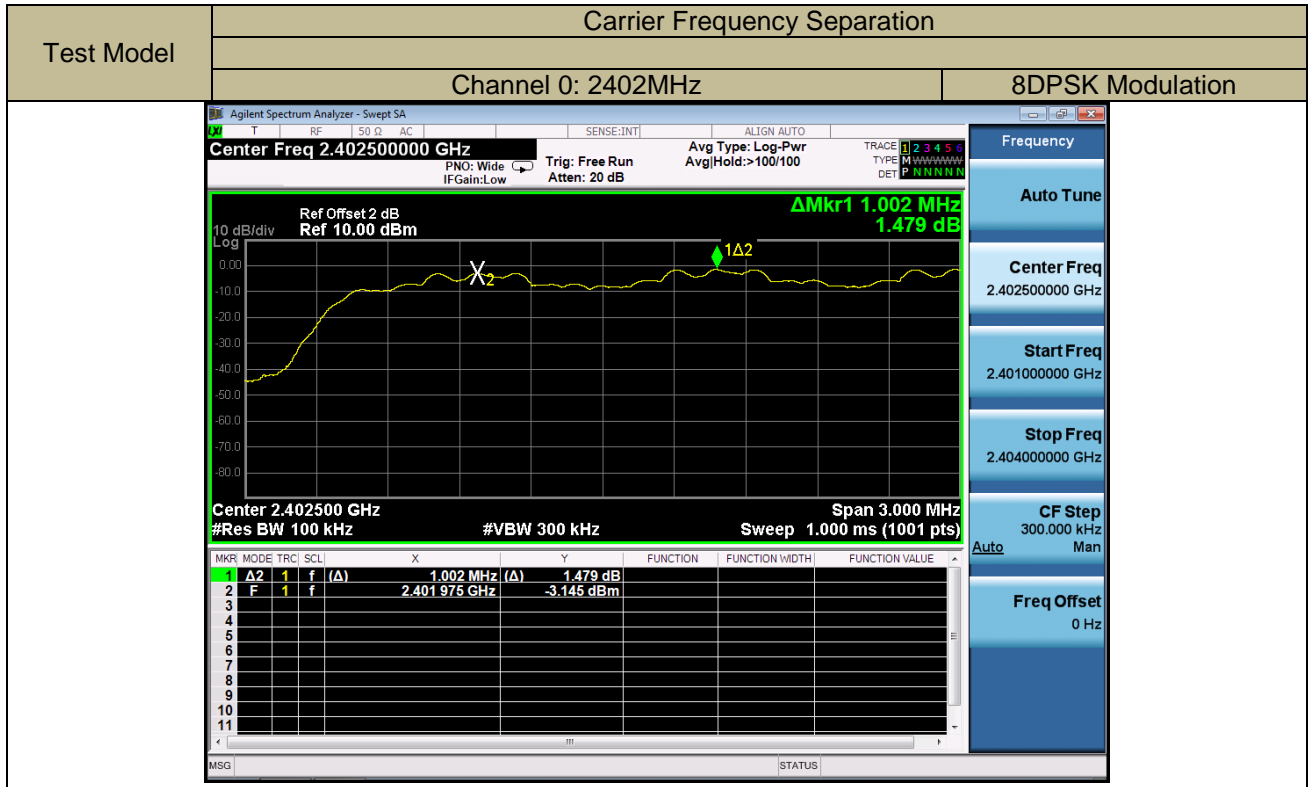 Test Model
Carrier Frequency Separation
Channel 0: 2402MHz
8DPSK Modulation
Agilent Spectrum Analyzer - Swept SA
LXI T RF 50 Ω AC SENSE:INT ALIGN AUTO
Center Freq 2.402500000 GHz
PNO: Wide
IFGain:Low
Trig: Free Run
Atten: 20 dB
Avg Type: Log-Pwr
Avg|Hold:>100/100
TRACE 1 2 3 4 5 6
TYPE M WWWWW
DET P N N N N N
ΔMkr1 1.002 MHz
1.479 dB
Ref Offset 2 dB
10 dB/div Ref 10.00 dBm
Log
0.00
-10.0
-20.0
-30.0
-40.0
-50.0
-60.0
-70.0
-80.0
X2
1Δ2
Center 2.402500 GHz Span 3.000 MHz
#Res BW 100 kHz #VBW 300 kHz Sweep 1.000 ms (1001 pts)
MKR MODE TRC SCL X Y FUNCTION FUNCTION WIDTH FUNCTION VALUE
1 Δ2 1 f (Δ) 1.002 MHz (Δ) 1.479 dB
2 F 1 f 2.401 975 GHz -3.145 dBm
3
4
5
6
7
8
9
10
11
MSG STATUS
Frequency
Auto Tune
Center Freq
2.402500000 GHz
Start Freq
2.401000000 GHz
Stop Freq
2.404000000 GHz
CF Step
300.000 kHz
Auto Man
Freq Offset
0 Hz